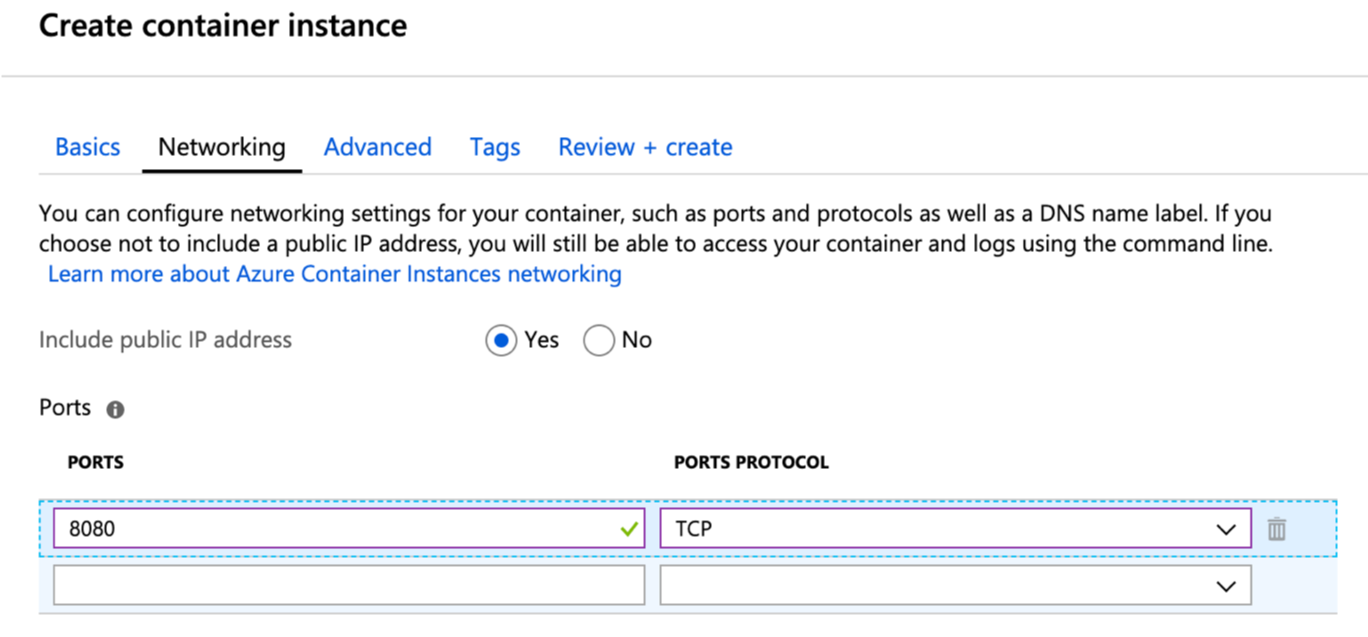 Create container instance
Basics Networking Advanced Tags Review + create
You can configure networking settings for your container, such as ports and protocols as well as a DNS name label. If you
choose not to include a public IP address, you will still be able to access your container and logs using the command line.
Learn more about Azure Container Instances networking
Include public IP address Yes No
Ports
PORTS PORTS PROTOCOL
8080 TCP